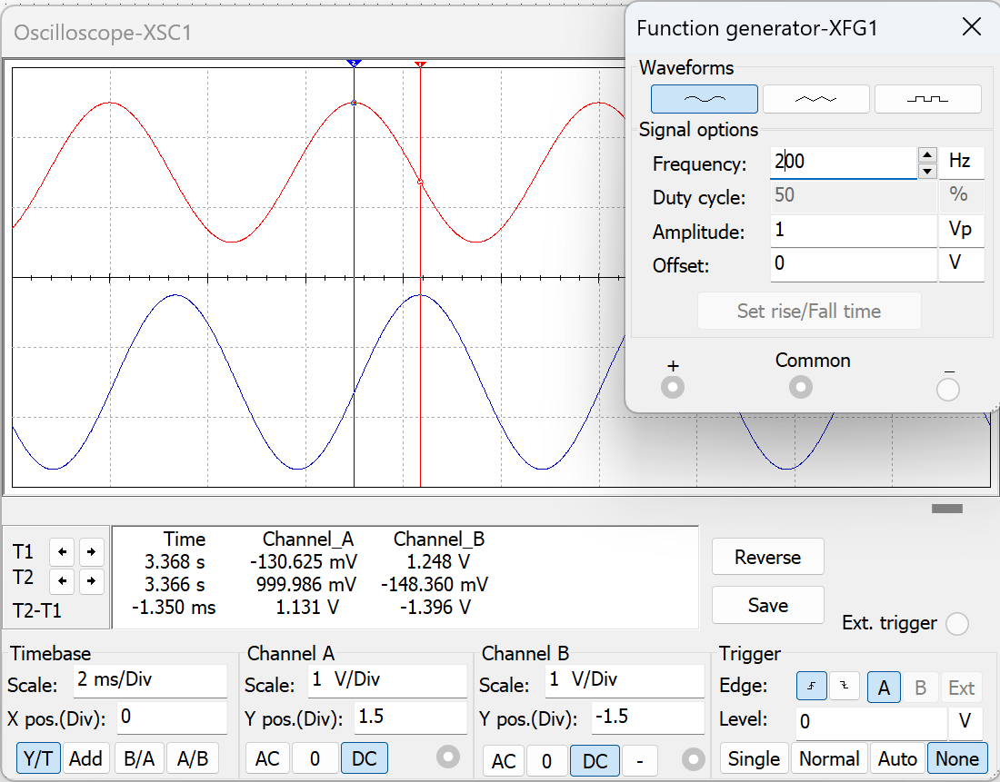 Oscilloscope-XSC1
2
1
Function generator-XFG1
Waveforms
Signal options
Frequency: 200 Hz
Duty cycle: 50 %
Amplitude: 1 Vp
Offset: 0 V
Set rise/Fall time
+ Common −
Time Channel_A Channel_B
T1 3.368 s -130.625 mV 1.248 V
T2 3.366 s 999.986 mV -148.360 mV
T2-T1 -1.350 ms 1.131 V -1.396 V
Reverse
Save
Ext. trigger
Timebase
Scale: 2 ms/Div
X pos.(Div): 0
Y/T Add B/A A/B
Channel A
Scale: 1 V/Div
Y pos.(Div): 1.5
AC 0 DC
Channel B
Scale: 1 V/Div
Y pos.(Div): -1.5
AC 0 DC -
Trigger
Edge: A B Ext
Level: 0 V
Single Normal Auto None